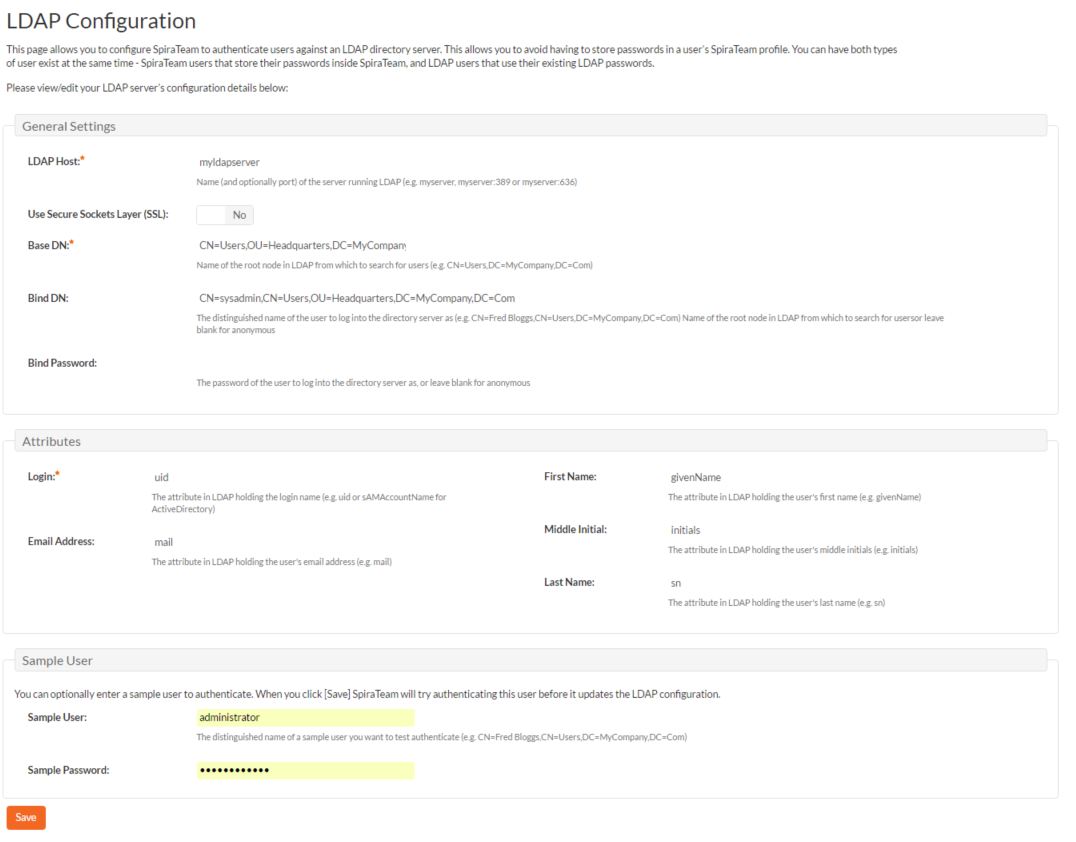 LDAP Configuration
This page allows you to configure SpiraTeam to authenticate users against an LDAP directory server. This allows you to avoid having to store passwords in a user's SpiraTeam profile. You can have both types
of user exist at the same time - SpiraTeam users that store their passwords inside SpiraTeam, and LDAP users that use their existing LDAP passwords.
Please view/edit your LDAP server's configuration details below:
General Settings
LDAP Host:*
myldapserver
Name (and optionally port) of the server running LDAP (e.g. myserver, myserver:389 or myserver:636)
Use Secure Sockets Layer (SSL):
No
Base DN:*
CN=Users,OU=Headquarters,DC=MyCompany
Name of the root node in LDAP from which to search for users (e.g. CN=Users,DC=MyCompany,DC=Com)
Bind DN:
CN=sysadmin,CN=Users,OU=Headquarters,DC=MyCompany,DC=Com
The distinguished name of the user to log into the directory server as (e.g. CN=Fred Bloggs,CN=Users,DC=MyCompany,DC=Com) Name of the root node in LDAP from which to search for usersor leave
blank for anonymous
Bind Password:
The password of the user to log into the directory server as, or leave blank for anonymous
Attributes
Login:*
uid
The attribute in LDAP holding the login name (e.g. uid or sAMAccountName for
ActiveDirectory)
Email Address:
mail
The attribute in LDAP holding the user's email address (e.g. mail)
First Name:
givenName
The attribute in LDAP holding the user's first name (e.g. givenName)
Middle Initial:
initials
The attribute in LDAP holding the user's middle initials (e.g. initials)
Last Name:
sn
The attribute in LDAP holding the user's last name (e.g. sn)
Sample User
You can optionally enter a sample user to authenticate. When you click [Save] SpiraTeam will try authenticating this user before it updates the LDAP configuration.
Sample User:
administrator
The distinguished name of a sample user you want to test authenticate (e.g. CN=Fred Bloggs,CN=Users,DC=MyCompany,DC=Com)
Sample Password:
••••••••••••
Save